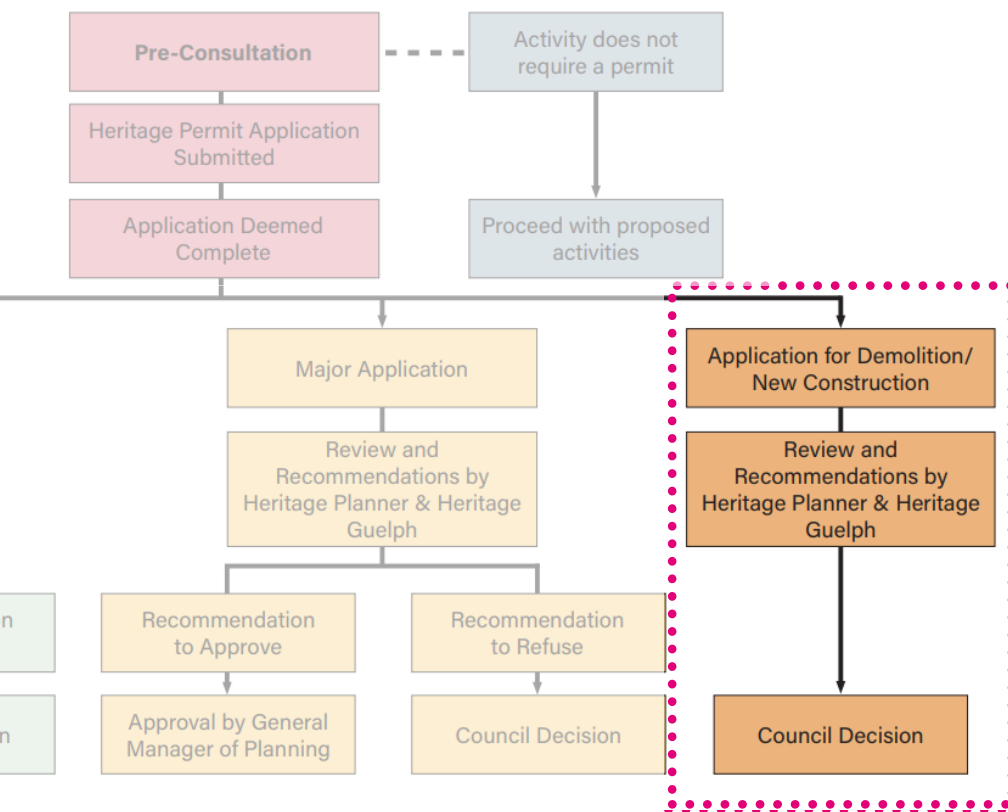 Pre-Consultation
Activity does not
require a permit
Heritage Permit Application
Submitted
Application Deemed
Complete
Proceed with proposed
activities
Major Application
Application for Demolition/
New Construction
Review and
Recommendations by
Heritage Planner & Heritage
Guelph
Review and
Recommendations by
Heritage Planner & Heritage
Guelph
n
Recommendation
to Approve
Recommendation
to Refuse
n
Approval by General
Manager of Planning
Council Decision
Council Decision